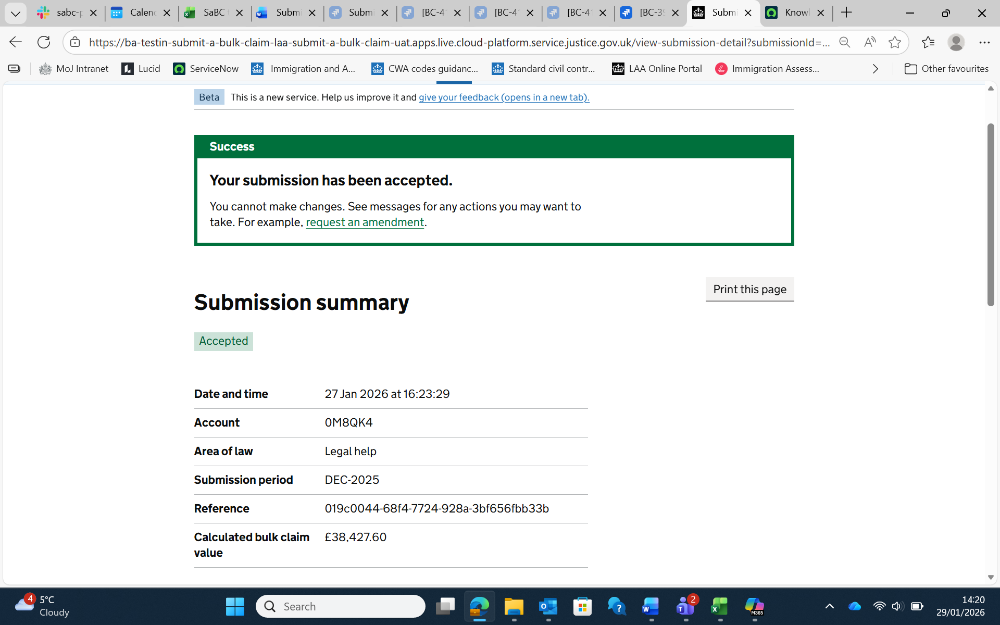 sabc-p
Calenc
SaBC t
Submi
Submi
[BC-4
[BC-4
[BC-4
[BC-39
Submi
Knowl
https://ba-testin-submit-a-bulk-claim-laa-submit-a-bulk-claim-uat.apps.live.cloud-platform.service.justice.gov.uk/view-submission-detail?submissionId=...
MoJ Intranet
Lucid
ServiceNow
Immigration and A...
CWA codes guidanc...
Standard civil contr...
LAA Online Portal
Immigration Assess...
Other favourites
Beta This is a new service. Help us improve it and give your feedback (opens in a new tab).
Success
Your submission has been accepted.
You cannot make changes. See messages for any actions you may want to
take. For example, request an amendment.
Print this page
Submission summary
Accepted
Date and time 27 Jan 2026 at 16:23:29
Account 0M8QK4
Area of law Legal help
Submission period DEC-2025
Reference 019c0044-68f4-7724-928a-3bf656fbb33b
Calculated bulk claim £38,427.60
value
4
5°C
Cloudy
Search
2
M365
14:20
29/01/2026